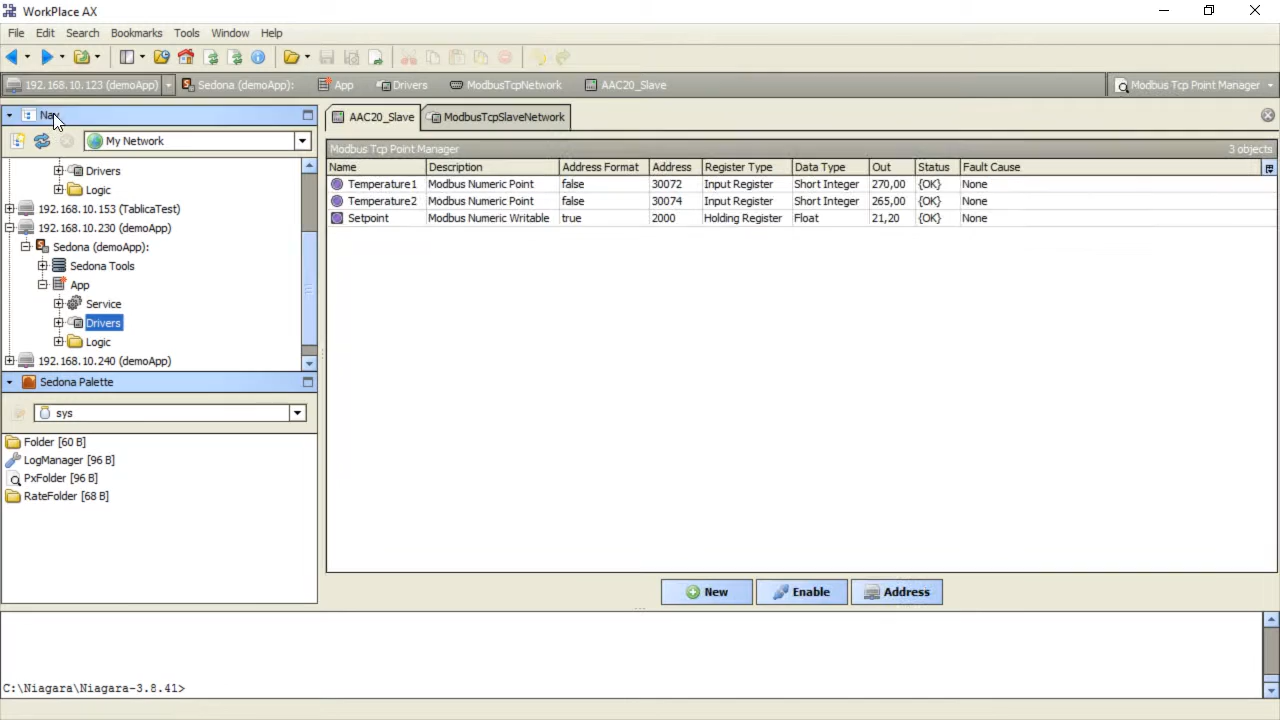 WorkPlace AX
File Edit Search Bookmarks Tools Window Help
192.168.10.123 (demoApp) Sedona (demoApp): App Drivers ModbusTcpNetwork AAC20_Slave Modbus Tcp Point Manager
Nav
My Network
Drivers
Logic
192.168.10.153 (TablicaTest)
192.168.10.230 (demoApp)
Sedona (demoApp):
Sedona Tools
App
Service
Drivers
Logic
192.168.10.240 (demoApp)
Sedona Palette
sys
Folder [60 B]
LogManager [96 B]
PxFolder [96 B]
RateFolder [68 B]
AAC20_Slave ModbusTcpSlaveNetwork
Modbus Tcp Point Manager 3 objects
Name Description Address Format Address Register Type Data Type Out Status Fault Cause
Temperature1 Modbus Numeric Point false 30072 Input Register Short Integer 270,00 {OK} None
Temperature2 Modbus Numeric Point false 30074 Input Register Short Integer 265,00 {OK} None
Setpoint Modbus Numeric Writable true 2000 Holding Register Float 21,20 {OK} None
New Enable Address
C:\Niagara\Niagara-3.8.41>